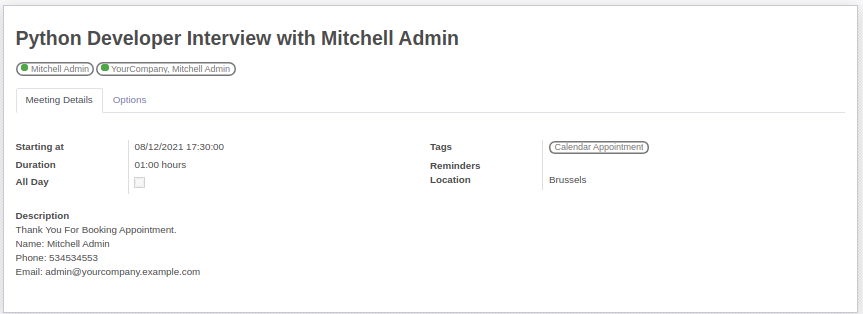 Python Developer Interview with Mitchell Admin
Mitchell Admin YourCompany, Mitchell Admin
Meeting Details Options
Starting at 08/12/2021 17:30:00 Tags Calendar Appointment
Duration 01:00 hours Reminders
All Day Location Brussels
Description
Thank You For Booking Appointment.
Name: Mitchell Admin
Phone: 534534553
Email: admin@yourcompany.example.com